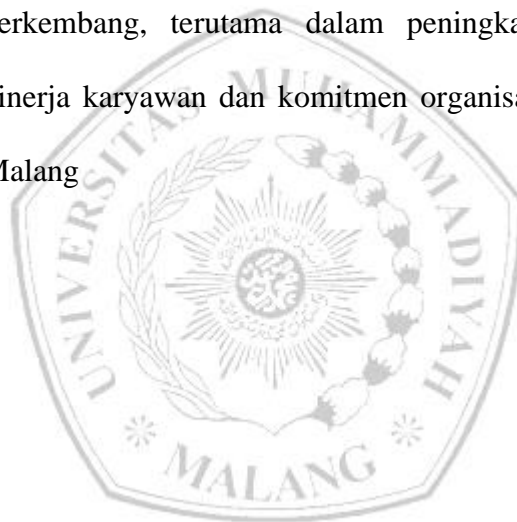 erkembang, terutama dalam peningka
inerja karyawan dan komitmen organisa
Malang
UNIVERSITAS MUHAMMADIYAH
MALANG